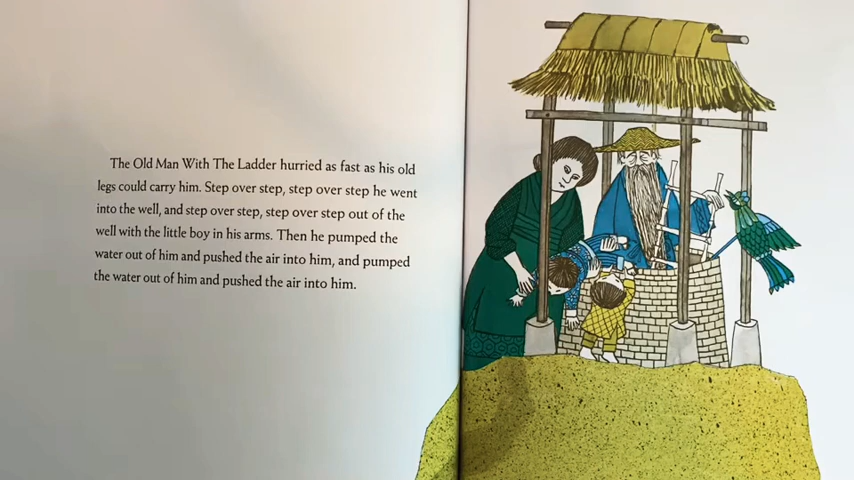 The Old Man With The Ladder hurried as fast as his old
legs could carry him. Step over step, step over step he went
into the well, and step over step, step over step out of the
well with the little boy in his arms. Then he pumped the
water out of him and pushed the air into him, and pumped
the water out of him and pushed the air into him.